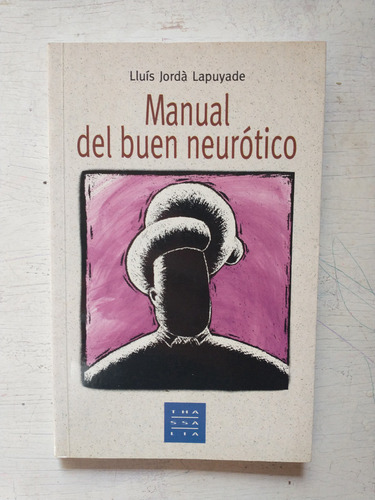 Lluís Jordà Lapuyade
Manual
del buen neurótico
THA
SSA
LIA